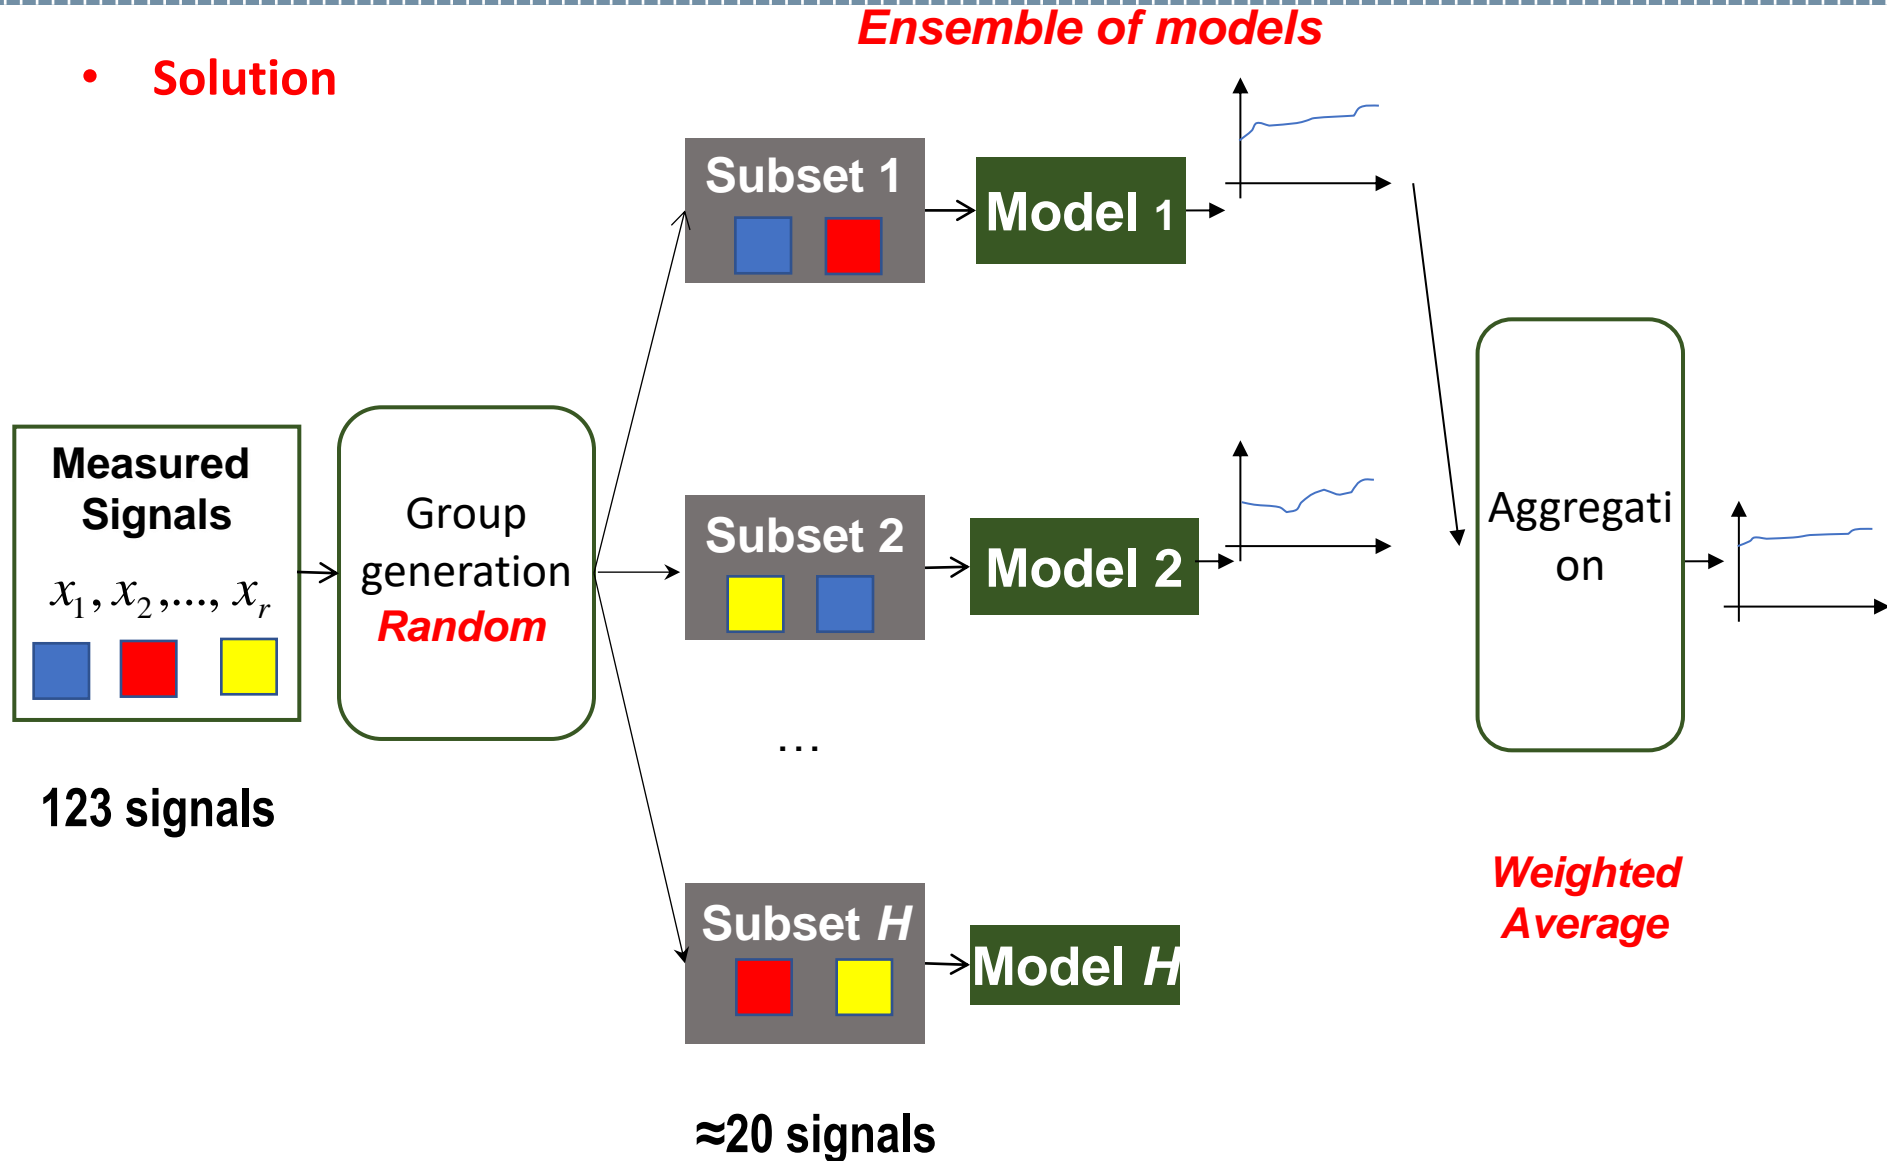 Ensemble of models
• Solution
Subset 1
Model 1
Measured
Signals
x₁, x₂,..., xᵣ
Group
generation
Random
Subset 2
Model 2
Aggregati
on
...
123 signals
Weighted
Average
Subset H
Model H
≈20 signals